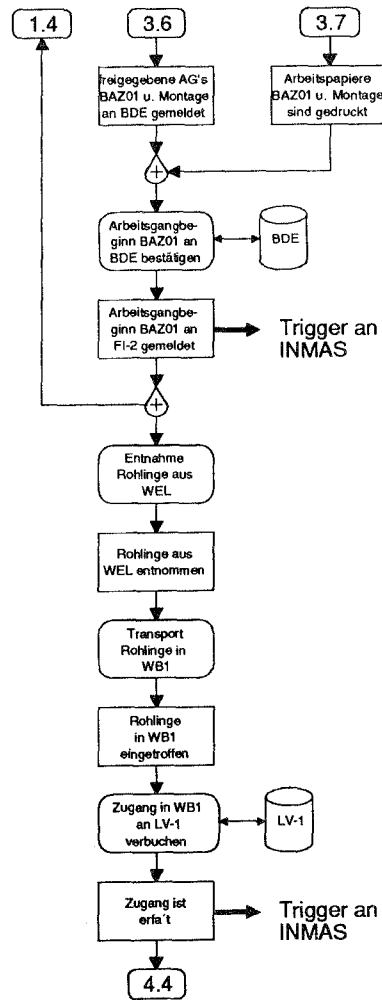 1.4
3.6
3.7
freigegebene AG's
BAZ01 u. Montage
an BDE gemeldet
Arbeitspapiere
BAZ01 u. Montage
sind gedruckt
+
Arbeitsgangbe-
ginn BAZ01 an
BDE bestätigen
BDE
Arbeitsgangbe-
ginn BAZ01 an
FI-2 gemeldet
Trigger an
INMAS
+
Entnahme
Rohlinge aus
WEL
Rohlinge aus
WEL entnommen
Transport
Rohlinge in
WB1
Rohlinge
in WB1
eingetroffen
Zugang in WB1
an LV-1
verbuchen
LV-1
Zugang ist
erfa´t
Trigger an
INMAS
4.4